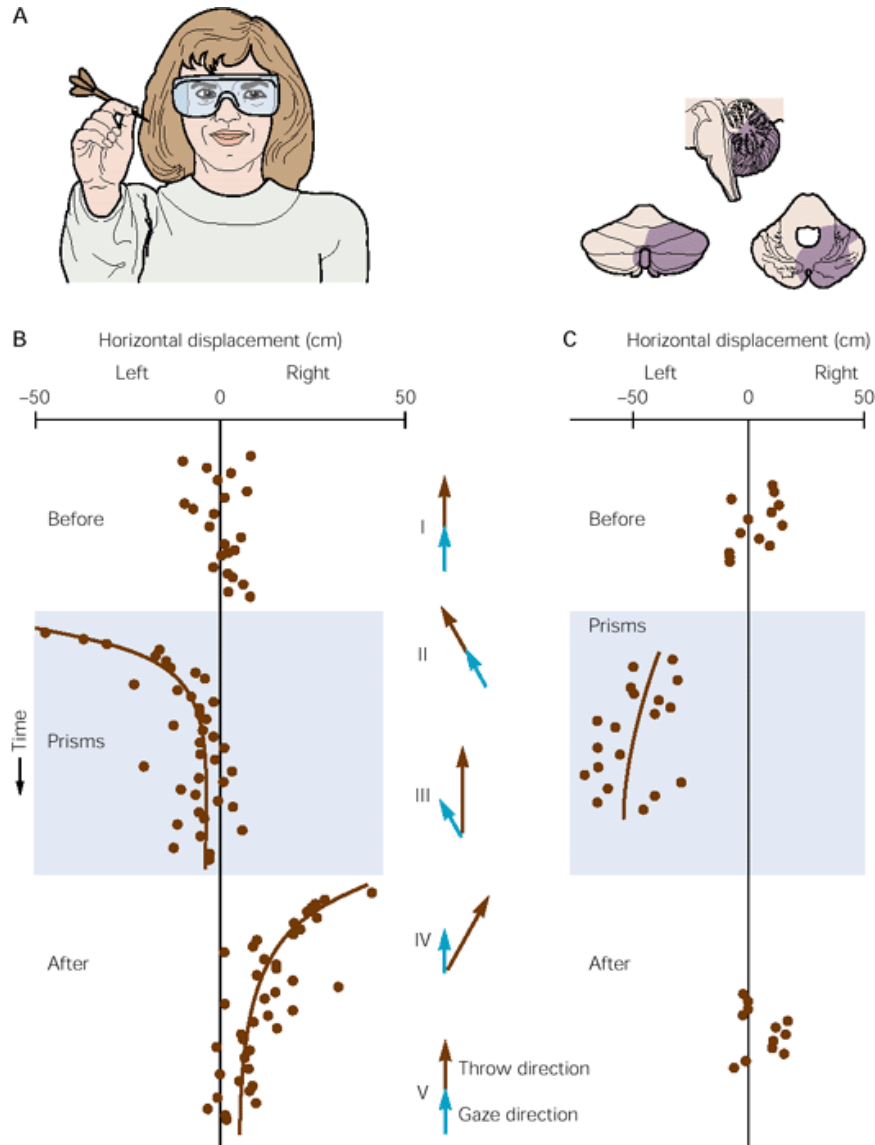 A
B
Horizontal displacement (cm)
Left Right
–50 0 50
Before
Prisms
After
Time
I
II
III
IV
V
Throw direction
Gaze direction
C
Horizontal displacement (cm)
Left Right
–50 0 50
Before
Prisms
After